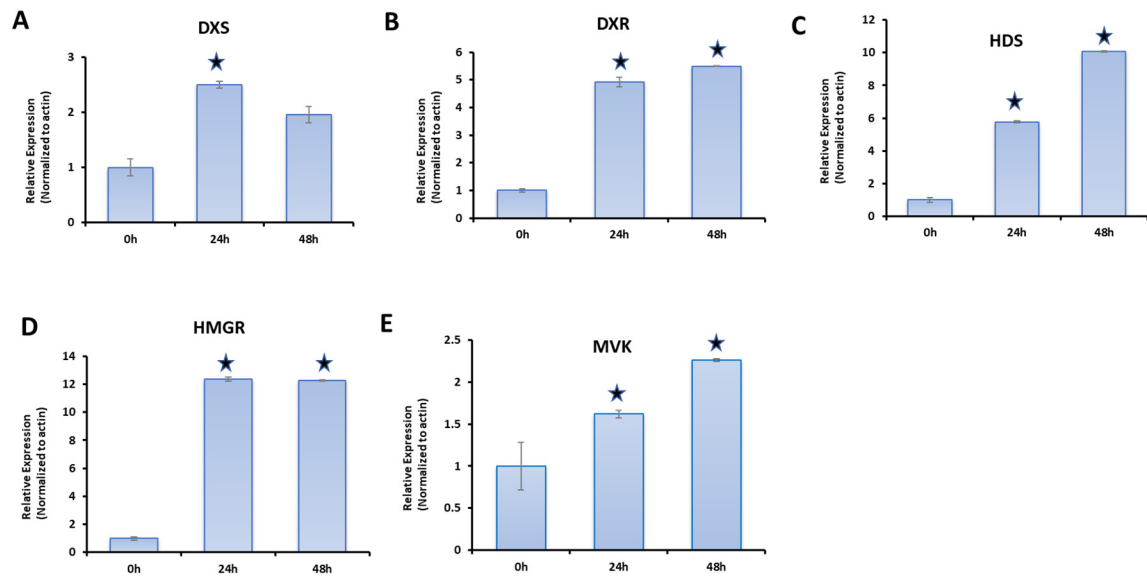 A
DXS
Relative Expression
(Normalized to actin)
3
2
1
0
0h 24h 48h
B
DXR
Relative Expression
(Normalized to actin)
6
5
4
3
2
1
0
0h 24h 48h
C
HDS
Relative Expression
(Normalized to actin)
12
10
8
6
4
2
0
0h 24h 48h
D
HMGR
Relative Expression
(Normalized to actin)
14
12
10
8
6
4
2
0
0h 24h 48h
E
MVK
Relative Expression
(Normalized to actin)
2.5
2
1.5
1
0.5
0
0h 24h 48h